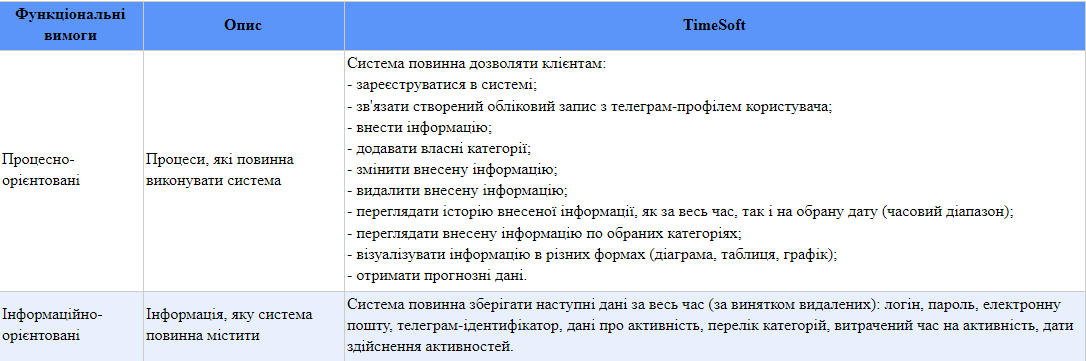 Функціональні
вимоги
Опис
TimeSoft
Процесно-
орієнтовані
Процеси, які повинна
виконувати система
Система повинна дозволяти клієнтам:
- зареєструватися в системі;
- зв'язати створений обліковий запис з телеграм-профілем користувача;
- внести інформацію;
- додавати власні категорії;
- змінити внесену інформацію;
- видалити внесену інформацію;
- переглядати історію внесеної інформації, як за весь час, так і на обрану дату (часовий діапазон);
- переглядати внесену інформацію по обраних категоріях;
- візуалізувати інформацію в різних формах (діаграма, таблиця, графік);
- отримати прогнозні дані.
Інформаційно-
орієнтовані
Інформація, яку система
повинна містити
Система повинна зберігати наступні дані за весь час (за винятком видалених): логін, пароль, електронну
пошту, телеграм-ідентифікатор, дані про активність, перелік категорій, витрачений час на активність, дати
здійснення активностей.